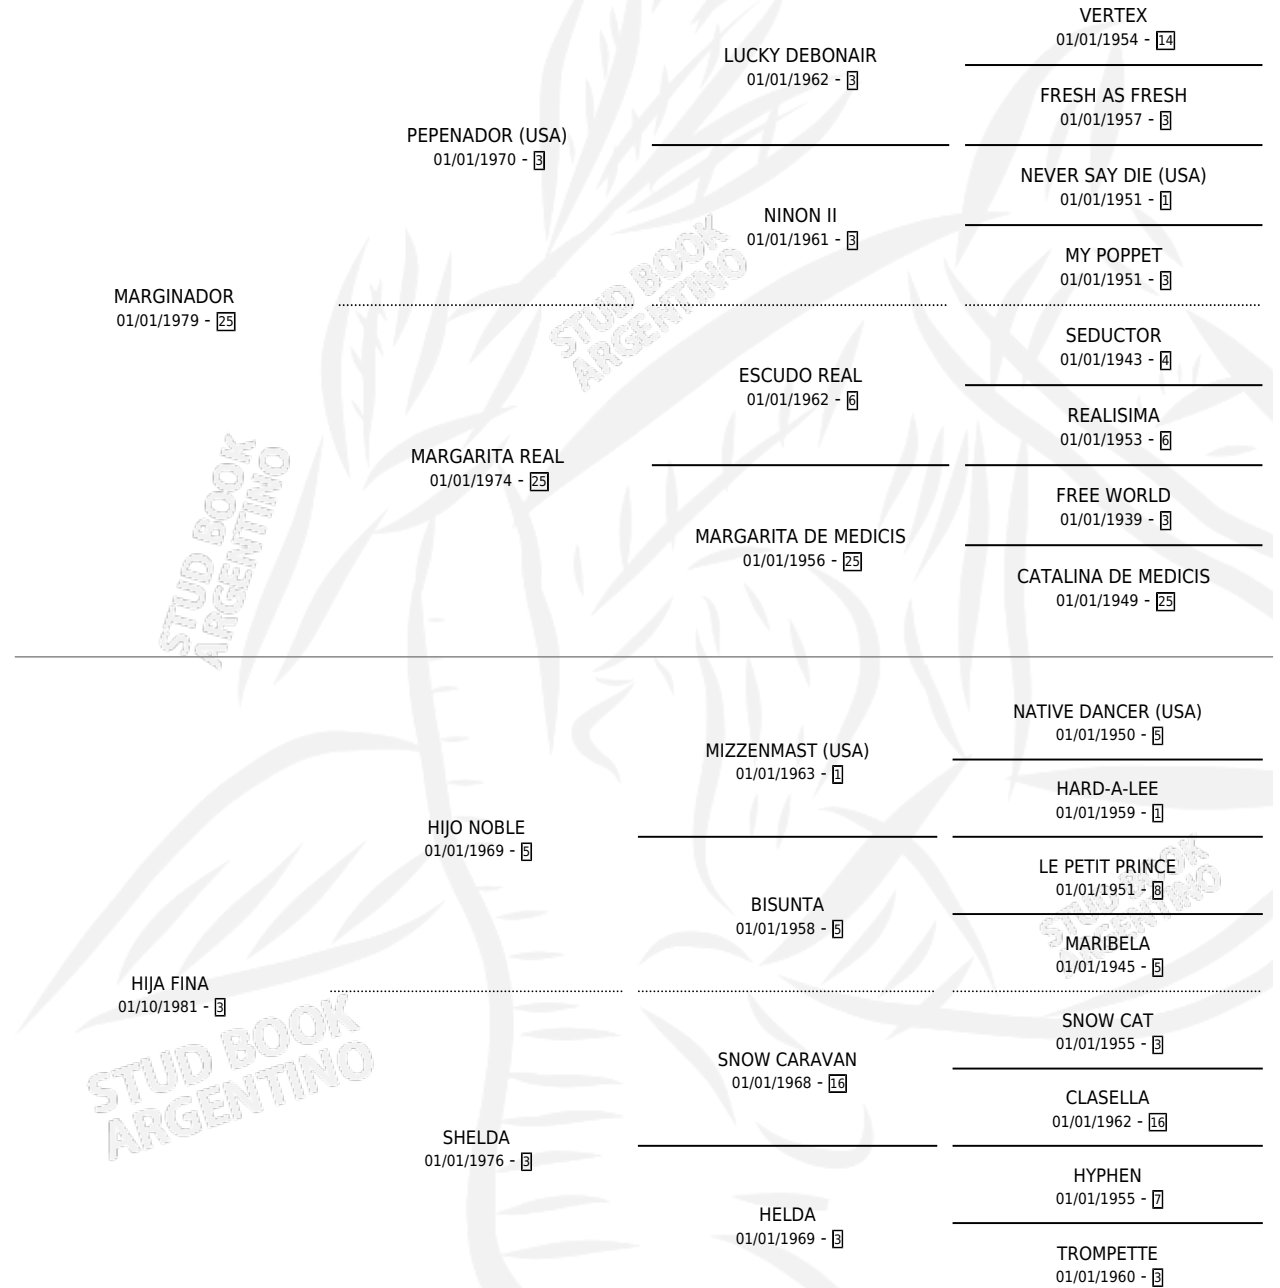 MARGINADOR
01/01/1979 - 25
PEPENADOR (USA)
01/01/1970 - 3
LUCKY DEBONAIR
01/01/1962 - 3
VERTEX
01/01/1954 - 14
FRESH AS FRESH
01/01/1957 - 3
NINON II
01/01/1961 - 3
NEVER SAY DIE (USA)
01/01/1951 - 1
MY POPPET
01/01/1951 - 3
MARGARITA REAL
01/01/1974 - 25
ESCUDO REAL
01/01/1962 - 6
SEDUCTOR
01/01/1943 - 4
REALISIMA
01/01/1953 - 6
MARGARITA DE MEDICIS
01/01/1956 - 25
FREE WORLD
01/01/1939 - 3
CATALINA DE MEDICIS
01/01/1949 - 25
HIJA FINA
01/10/1981 - 3
HIJO NOBLE
01/01/1969 - 5
MIZZENMAST (USA)
01/01/1963 - 1
NATIVE DANCER (USA)
01/01/1950 - 5
HARD-A-LEE
01/01/1959 - 1
BISUNTA
01/01/1958 - 5
LE PETIT PRINCE
01/01/1951 - 8
MARIBELA
01/01/1945 - 5
SHELDA
01/01/1976 - 3
SNOW CARAVAN
01/01/1968 - 16
SNOW CAT
01/01/1955 - 3
CLASELLA
01/01/1962 - 16
HELDA
01/01/1969 - 3
HYPHEN
01/01/1955 - 7
TROMPETTE
01/01/1960 - 3
STUD BOOK
ARGENTINO
STUD BOOK
ARGENTINO
STUD BOOK
ARGENTINO
STUD BOOK
ARGENTINO